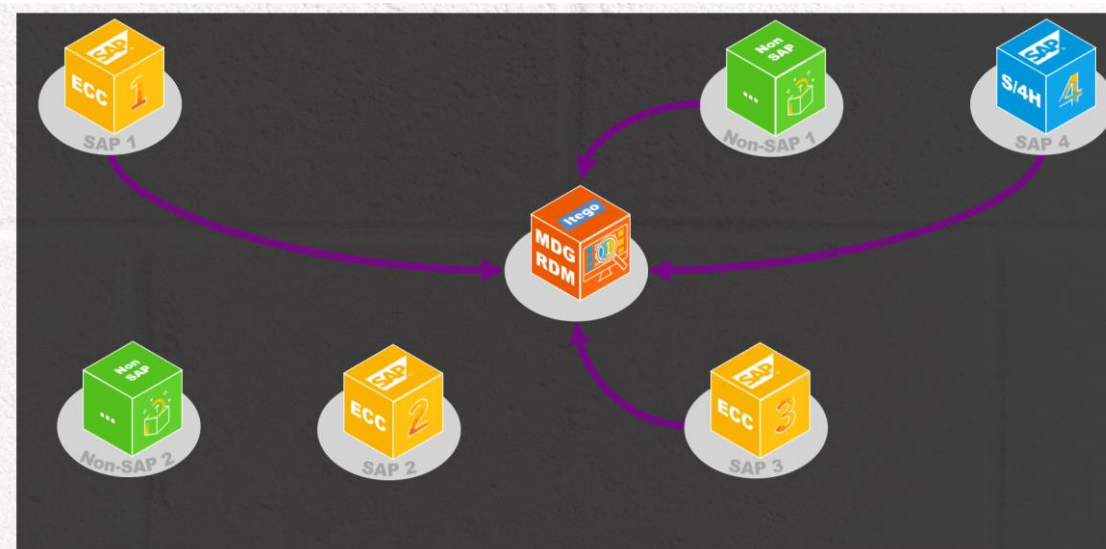 SAP
ECC
1
SAP 1
Non
SAP
...
Non-SAP 1
SAP
S/4H
4
SAP 4
Itego
MDG
RDM
Non
SAP
...
Non-SAP 2
SAP
ECC
2
SAP 2
SAP
ECC
3
SAP 3